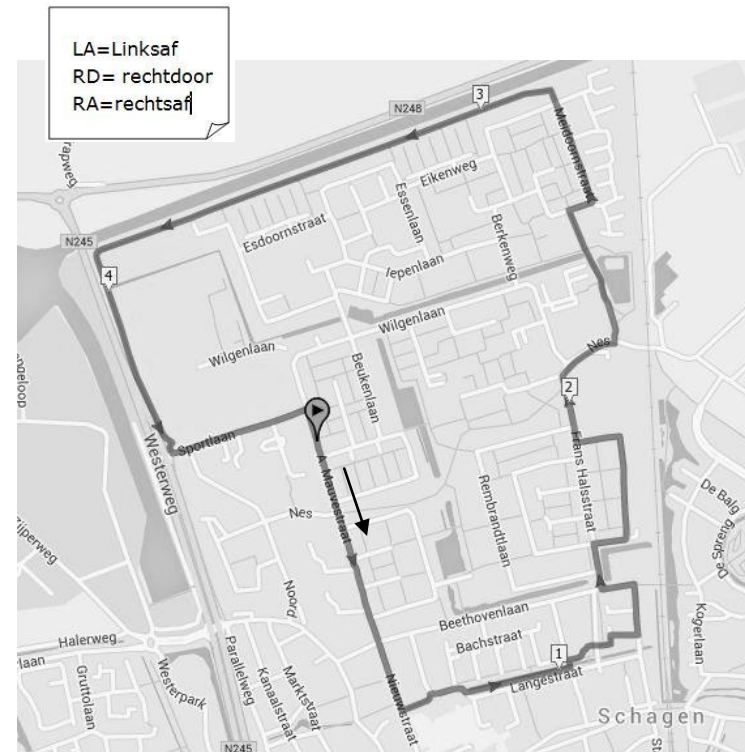 LA=Linksaf
RD= rechtdoor
RA=rechtsaf
3
N248
Meidoornstraat
Eikenweg
Essenlaan
Esdoornstraat
Berkenweg
N245
4
Iepenlaan
Wilgenlaan
Nes
Wilgenlaan
Beukenlaan
2
Sportlaan
Westerweg
A. Mauvestraat
Frans Halsstraat
Rembrandtlaan
De Balg
Nes
De Spreng
Noord
Beethovenlaan
Bachstraat
Kogerlaan
Halerweg
Parallelweg
1
Langestraat
Westerpark
Gruttolaan
Kanaalstraat
Marktstraat
Nieuwstraat
Schagen
N245